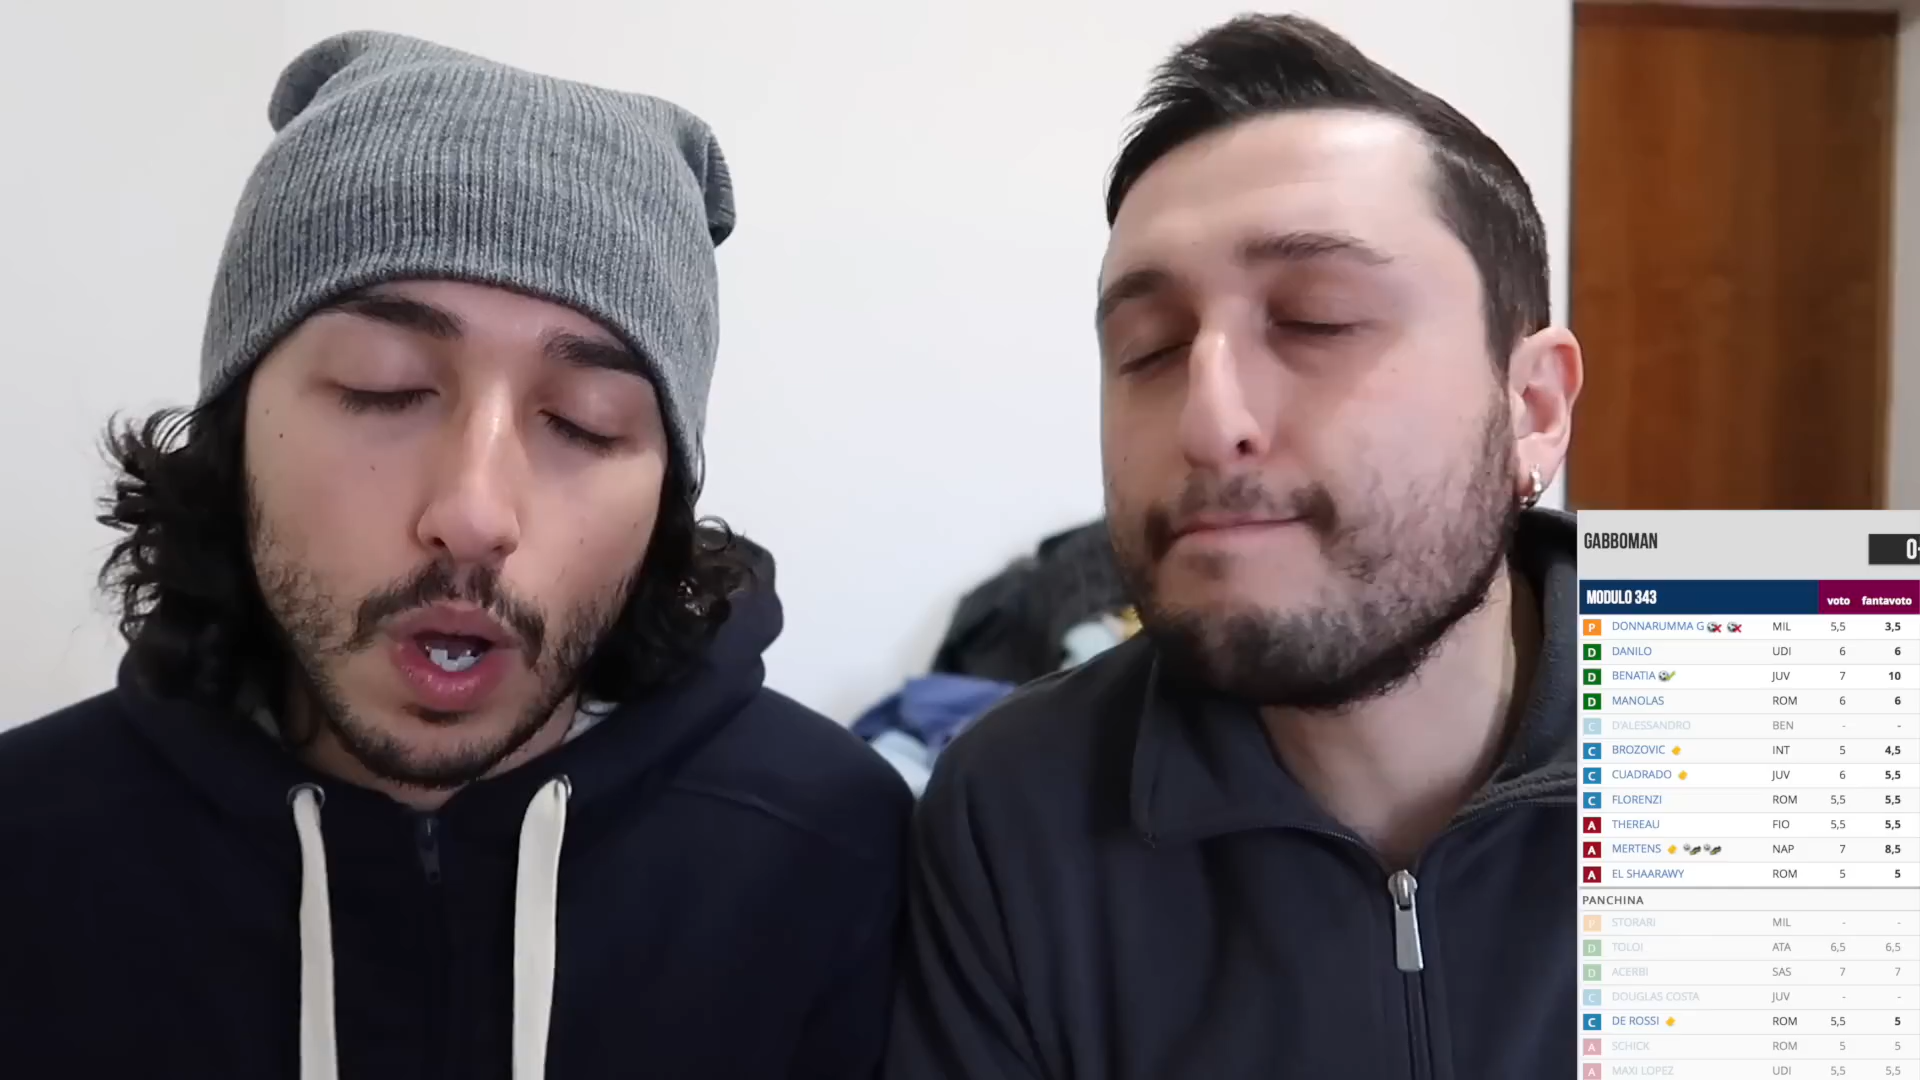 GABBOMAN 0-
MODULO 343 voto fantavoto
P DONNARUMMA G MIL 5,5 3,5
D DANILO UDI 6 6
D BENATIA JUV 7 10
D MANOLAS ROM 6 6
C D'ALESSANDRO BEN - -
C BROZOVIC INT 5 4,5
C CUADRADO JUV 6 5,5
C FLORENZI ROM 5,5 5,5
A THEREAU FIO 5,5 5,5
A MERTENS NAP 7 8,5
A EL SHAARAWY ROM 5 5
PANCHINA
P STORARI MIL - -
D TOLOI ATA 6,5 6,5
D ACERBI SAS 7 7
C DOUGLAS COSTA JUV - -
C DE ROSSI ROM 5,5 5
A SCHICK ROM 5 5
A MAXI LOPEZ UDI 5,5 5,5